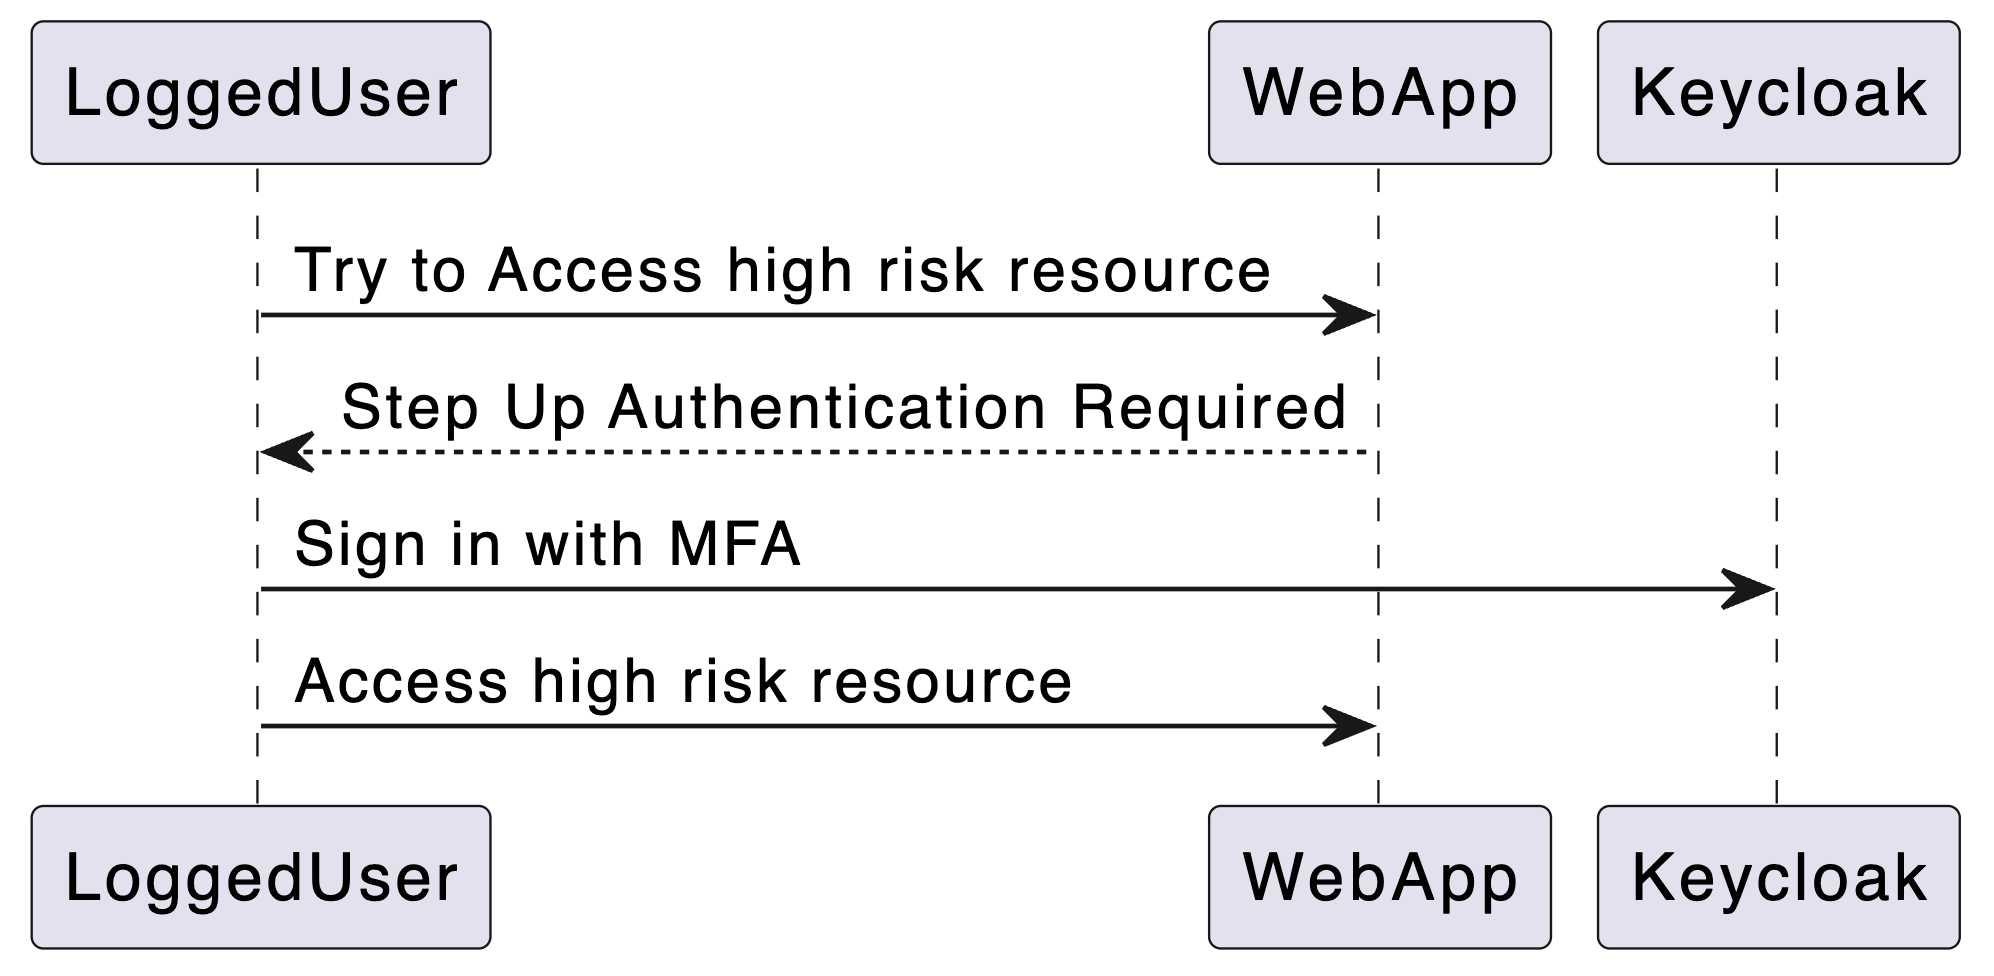 LoggedUser
WebApp
Keycloak
Try to Access high risk resource
Step Up Authentication Required
Sign in with MFA
Access high risk resource
LoggedUser
WebApp
Keycloak